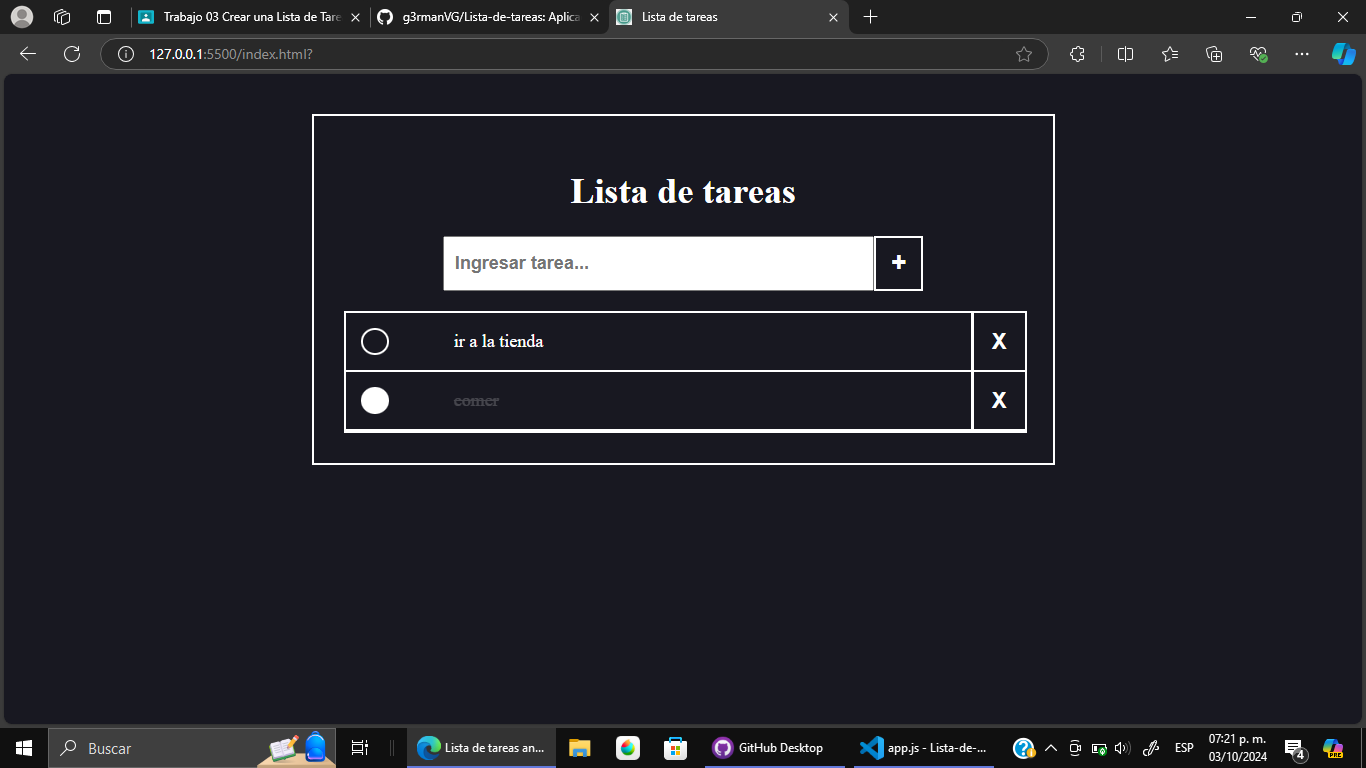 Trabajo 03 Crear una Lista de Tare
g3rmanVG/Lista-de-tareas: Aplica
Lista de tareas
127.0.0.1:5500/index.html?
Lista de tareas
Ingresar tarea...
+
ir a la tienda
X
comer
X
Buscar
Lista de tareas an...
GitHub Desktop
app.js - Lista-de-...
ESP
07:21 p. m.
03/10/2024
4
PRE